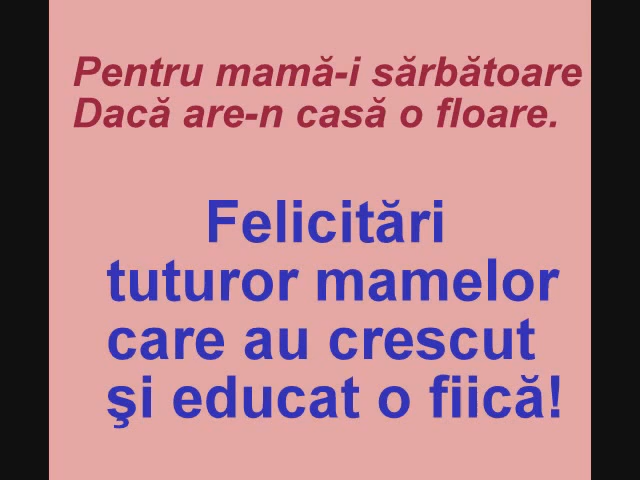 Pentru mamă-i sărbătoare
Dacă are-n casă o floare.
Felicitări
tuturor mamelor
care au crescut
şi educat o fiică!